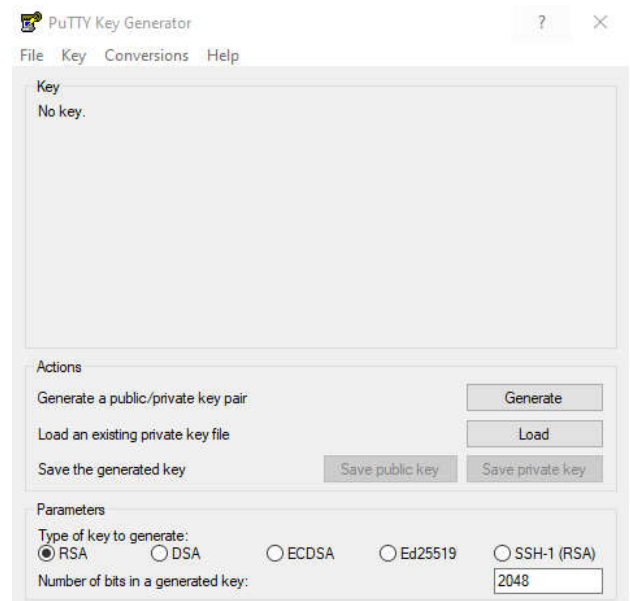 PuTTY Key Generator ?
File Key Conversions Help
Key
No key.
Actions
Generate a public/private key pair Generate
Load an existing private key file Load
Save the generated key Save public key Save private key
Parameters
Type of key to generate:
RSA DSA ECDSA Ed25519 SSH-1 (RSA)
Number of bits in a generated key: 2048